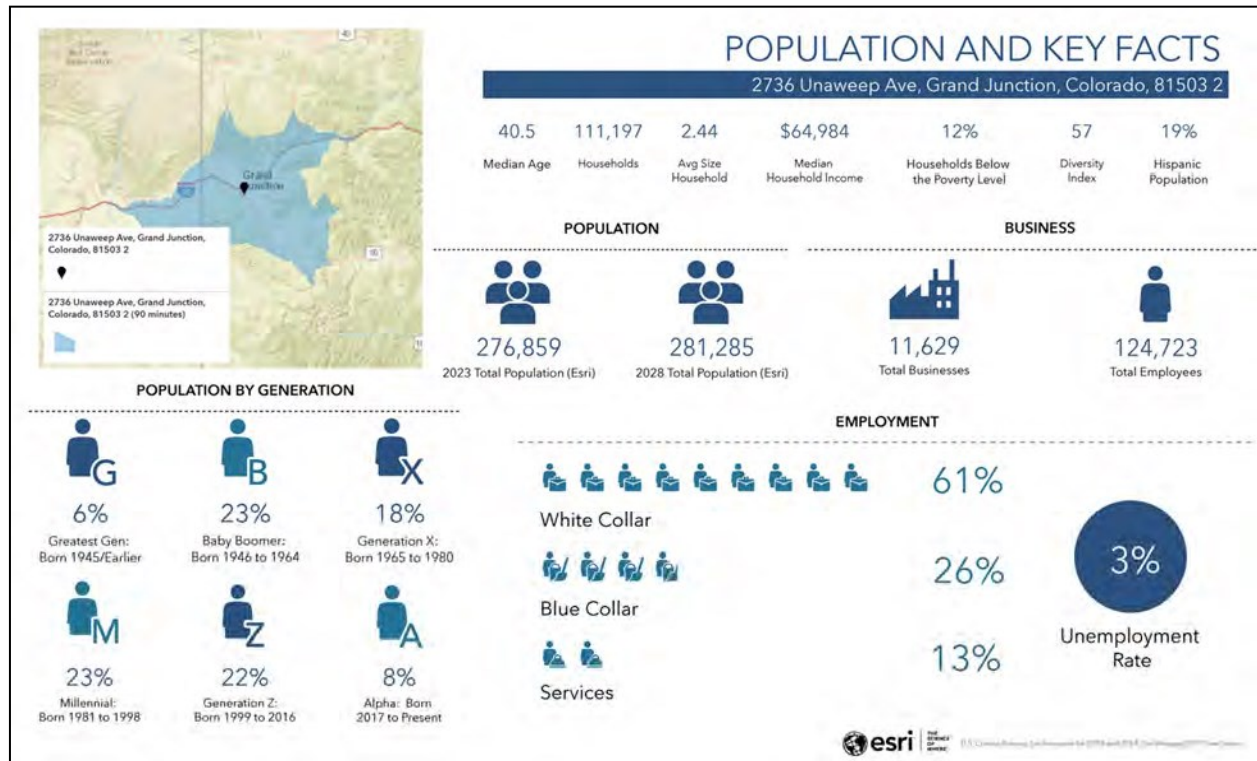 POPULATION AND KEY FACTS
2736 Unaweep Ave, Grand Junction, Colorado, 81503 2
40
Grand
Junction
2736 Unaweep Ave, Grand Junction,
Colorado, 81503 2
2736 Unaweep Ave, Grand Junction,
Colorado, 81503 2 (90 minutes)
40.5
Median Age
111,197
Households
2.44
Avg Size
Household
$64,984
Median
Household Income
12%
Households Below
the Poverty Level
57
Diversity
Index
19%
Hispanic
Population
POPULATION
276,859
2023 Total Population (Esri)
281,285
2028 Total Population (Esri)
BUSINESS
11,629
Total Businesses
124,723
Total Employees
POPULATION BY GENERATION
G
6%
Greatest Gen:
Born 1945/Earlier
B
23%
Baby Boomer:
Born 1946 to 1964
X
18%
Generation X:
Born 1965 to 1980
M
23%
Millennial:
Born 1981 to 1998
Z
22%
Generation Z:
Born 1999 to 2016
A
8%
Alpha: Born
2017 to Present
EMPLOYMENT
61%
White Collar
26%
Blue Collar
13%
Services
3%
Unemployment
Rate
esri
THE
SCIENCE
OF
WHERE